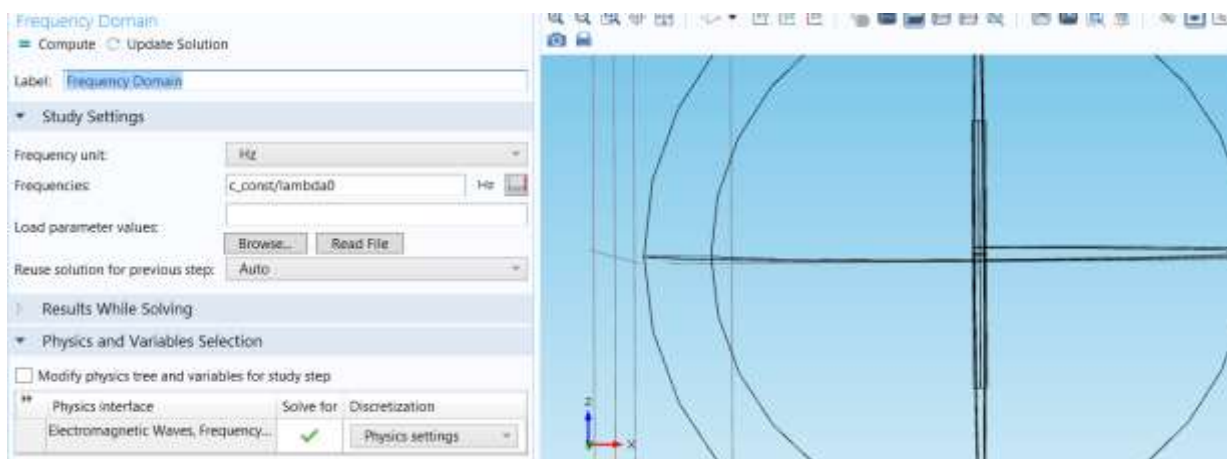 Frequency Domain
= Compute Update Solution
Label: Frequency Domain
Study Settings
Frequency unit: Hz
Frequencies: c_const/lambda0 Hz
Load parameter values:
Browse... Read File
Reuse solution for previous step: Auto
Results While Solving
Physics and Variables Selection
Modify physics tree and variables for study step
Physics interface Solve for Discretization
Electromagnetic Waves, Frequency... Physics settings
z
x